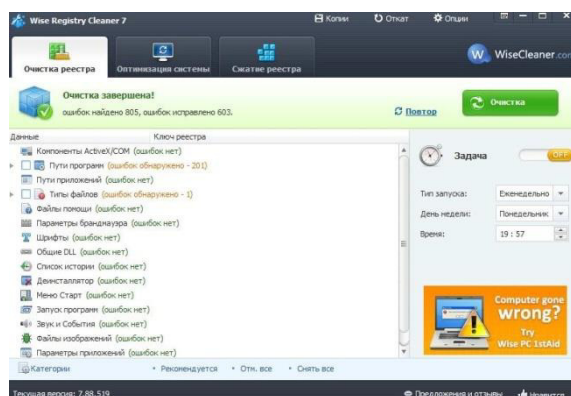 Wise Registry Cleaner 7
Копии
Откат
Опции
Очистка реестра
Оптимизация системы
Сжатие реестра
W WiseCleaner.com
Очистка завершена!
ошибок найдено 805, ошибок исправлено 603.
Повтор
Очистка
Данные
Ключ реестра
Компоненты ActiveX/COM (ошибок нет)
Пути программ (ошибок обнаружено - 201)
Пути приложений (ошибок нет)
Типы файлов (ошибок обнаружено - 1)
Файлы помощи (ошибок нет)
Параметры брандмауэра (ошибок нет)
Шрифты (ошибок нет)
Общие DLL (ошибок нет)
Список истории (ошибок нет)
Деинсталлятор (ошибок нет)
Меню Старт (ошибок нет)
Запуск программ (ошибок нет)
Звук и События (ошибок нет)
Файлы изображений (ошибок нет)
Параметры приложений (ошибок нет)
Задача
OFF
Тип запуска: Еженедельно
День недели: Понедельник
Время: 19 : 57
Computer gone
wrong?
Try
Wise PC 1stAid
Категории
• Рекомендуется
• Отм. все
• Снять все
Текущая версия: 7.88.519
Предложения и отзывы
Нравится